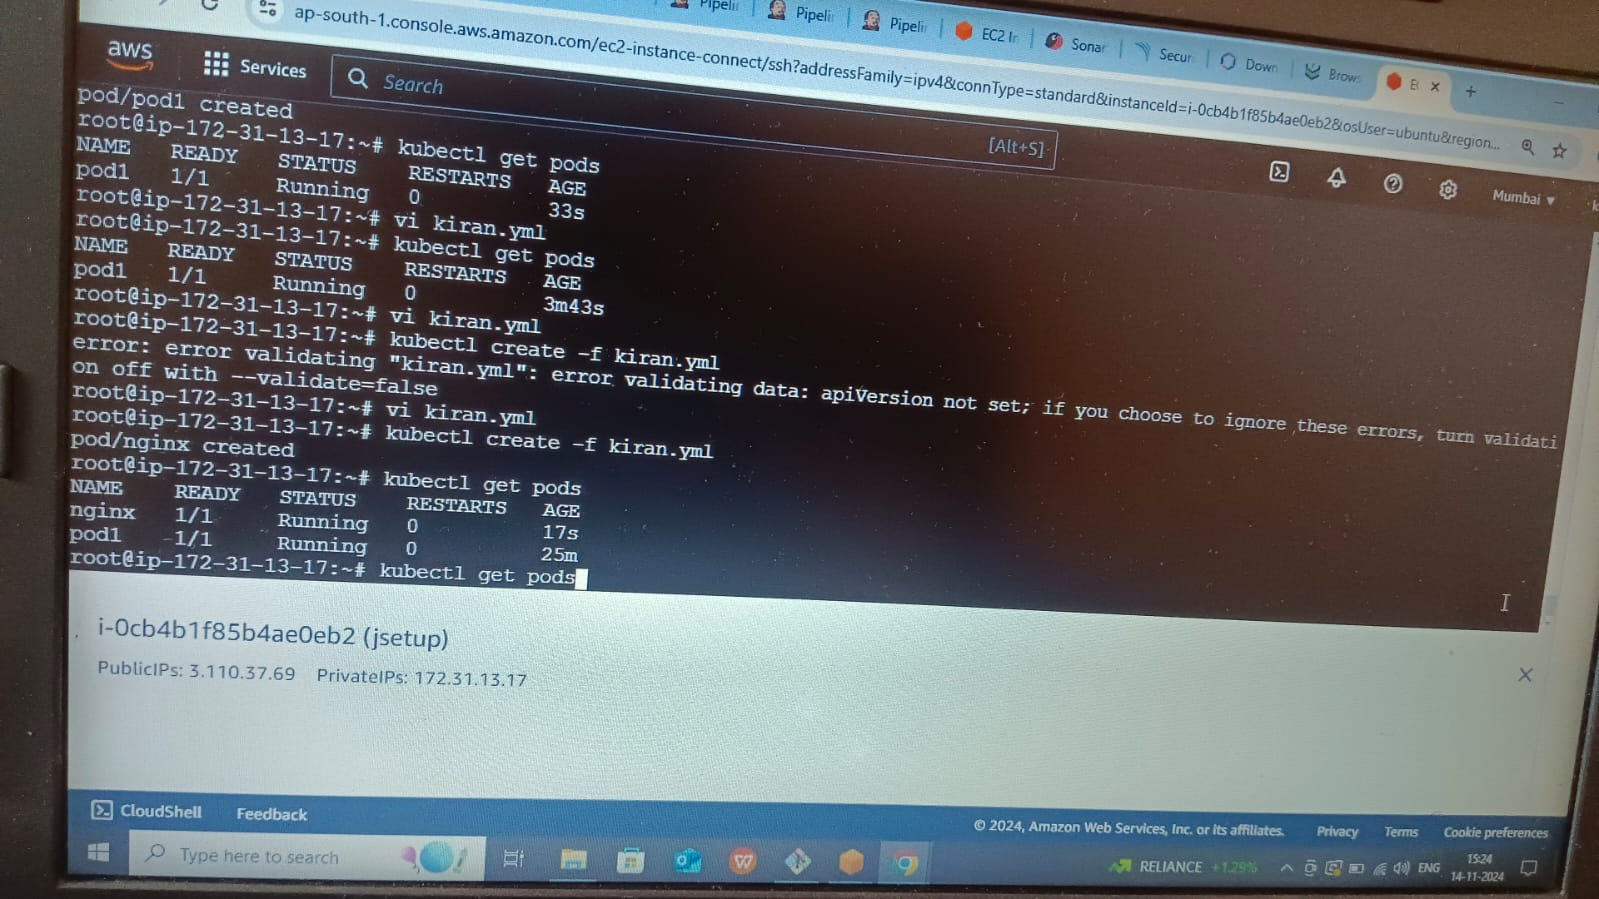 Pipeli
Pipeli
Pipeli
EC2 In
Sonar
Secur
Down
Brows
ap-south-1.console.aws.amazon.com/ec2-instance-connect/ssh?addressFamily=ipv4&connType=standard&instanceId=i-0cb4b1f85b4ae0eb2&osUser=ubuntu&region...
aws
Services
Search
[Alt+S]
Mumbai
pod/pod1 created
root@ip-172-31-13-17:~# kubectl get pods
NAME READY STATUS RESTARTS AGE
pod1 1/1 Running 0 33s
root@ip-172-31-13-17:~# vi kiran.yml
root@ip-172-31-13-17:~# kubectl get pods
NAME READY STATUS RESTARTS AGE
pod1 1/1 Running 0 3m43s
root@ip-172-31-13-17:~# vi kiran.yml
root@ip-172-31-13-17:~# kubectl create -f kiran.yml
error: error validating "kiran.yml": error validating data: apiVersion not set; if you choose to ignore these errors, turn validati
on off with --validate=false
root@ip-172-31-13-17:~# vi kiran.yml
root@ip-172-31-13-17:~# kubectl create -f kiran.yml
pod/nginx created
root@ip-172-31-13-17:~# kubectl get pods
NAME READY STATUS RESTARTS AGE
nginx 1/1 Running 0 17s
pod1 1/1 Running 0 25m
root@ip-172-31-13-17:~# kubectl get pods
i-0cb4b1f85b4ae0eb2 (jsetup)
PublicIPs: 3.110.37.69 PrivateIPs: 172.31.13.17
CloudShell Feedback
© 2024, Amazon Web Services, Inc. or its affiliates. Privacy Terms Cookie preferences
Type here to search
RELIANCE +1.29%
ENG
15:24
14-11-2024